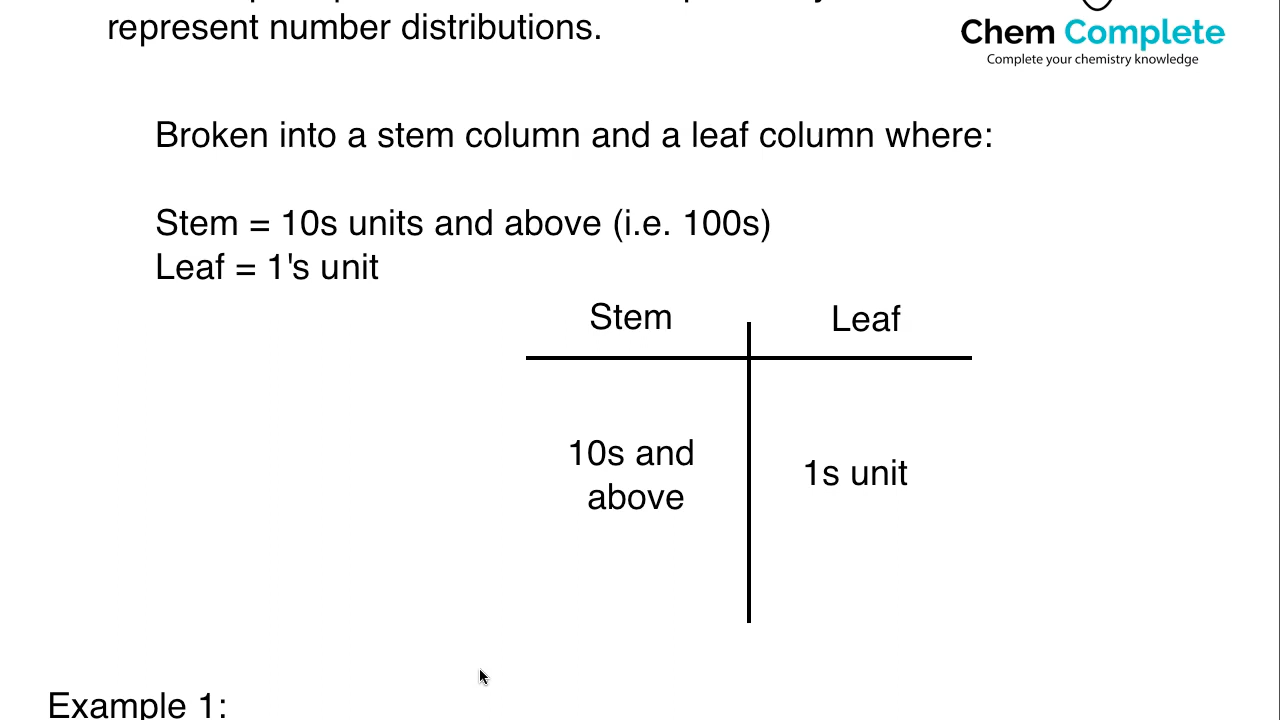 represent number distributions.
Chem Complete
Complete your chemistry knowledge
Broken into a stem column and a leaf column where:
Stem = 10s units and above (i.e. 100s)
Leaf = 1's unit
Stem Leaf
10s and
above
1s unit
Example 1: